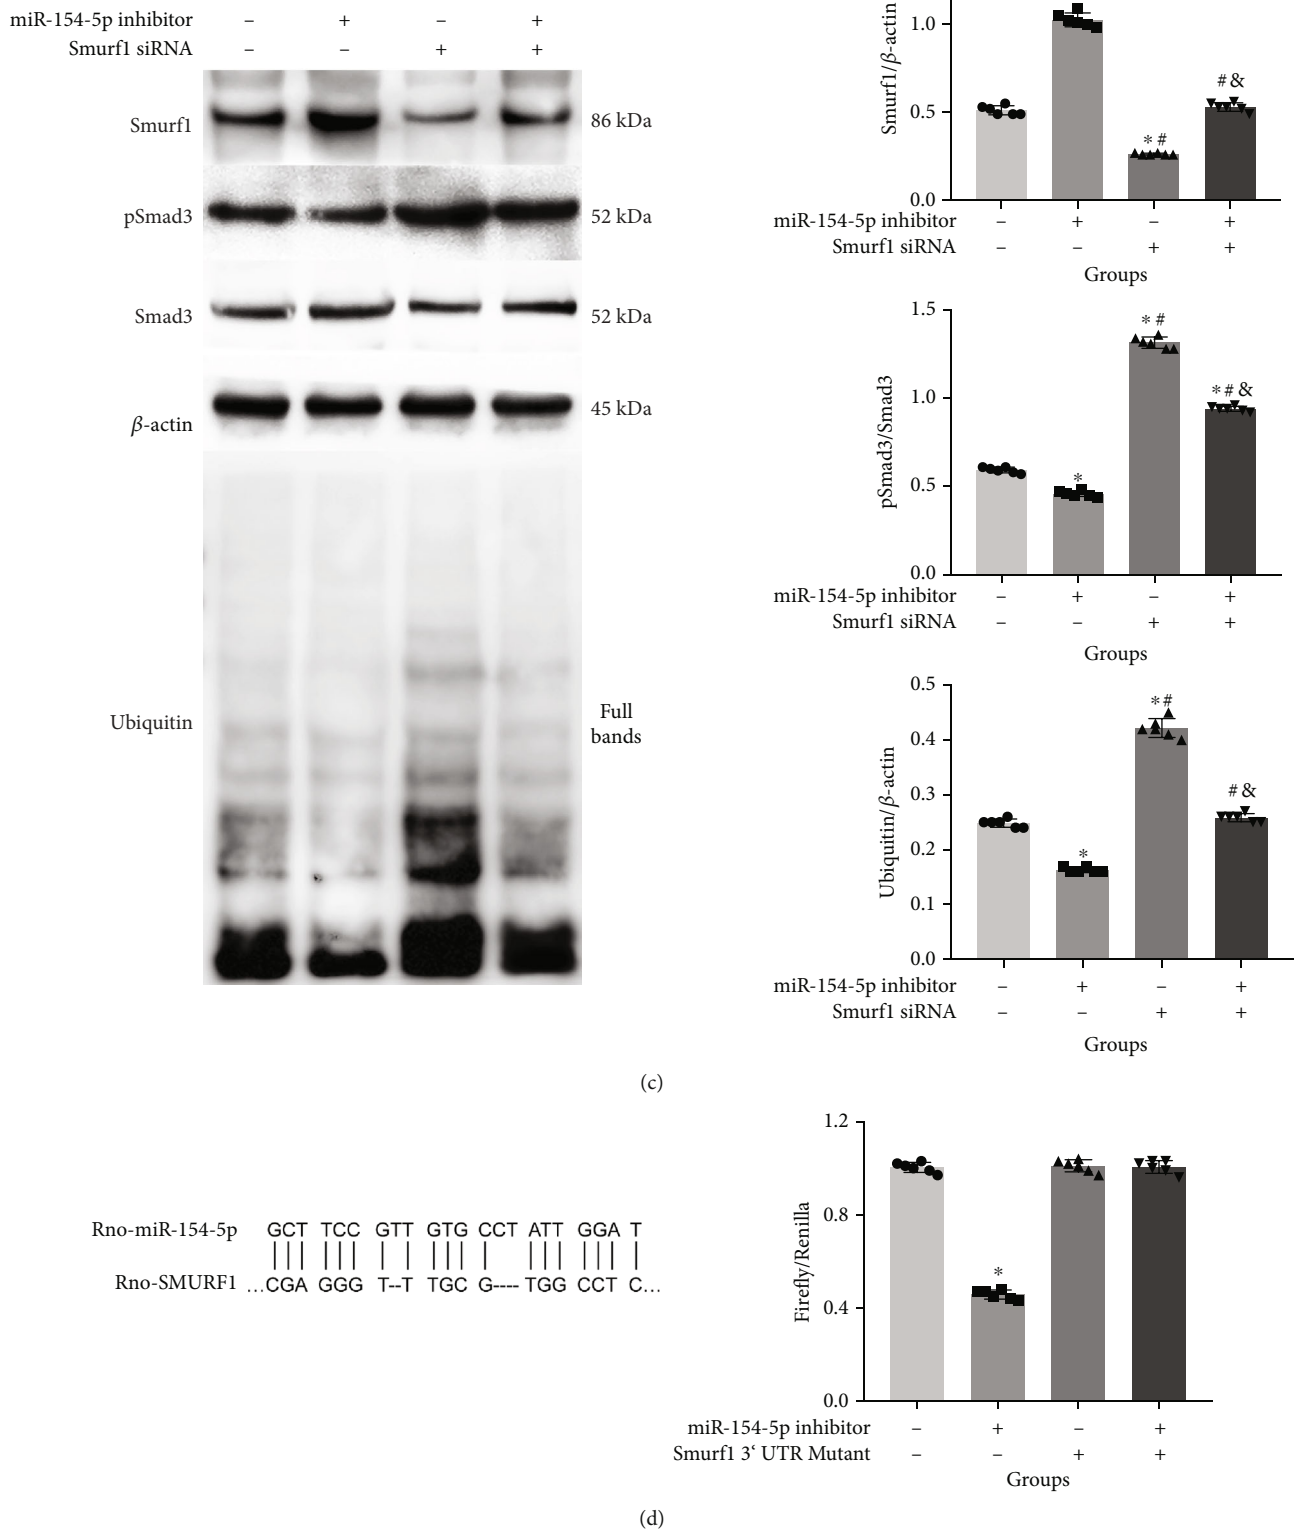 miR-154-5p inhibitor – + – +
Smurf1 siRNA – – + +
Smurf1 86 kDa
pSmad3 52 kDa
Smad3 52 kDa
β-actin 45 kDa
Ubiquitin Full
bands
1.0
0.5
0.0
Smurf1/β-actin
* #
# &
miR-154-5p inhibitor – + – +
Smurf1 siRNA – – + +
Groups
1.5
1.0
0.5
0.0
pSmad3/Smad3
*
* #
* # &
miR-154-5p inhibitor – + – +
Smurf1 siRNA – – + +
Groups
0.5
0.4
0.3
0.2
0.1
0.0
Ubiquitin/β-actin
*
* #
# &
miR-154-5p inhibitor – + – +
Smurf1 siRNA – – + +
Groups
(c)
Rno-miR-154-5p GCT TCC GTT GTG CCT ATT GGA T
Rno-SMURF1 ...CGA GGG T--T TGC G---- TGG CCT C...
1.2
0.8
0.4
0.0
Firefly/Renilla
*
miR-154-5p inhibitor – + – +
Smurf1 3‘ UTR Mutant – – + +
Groups
(d)